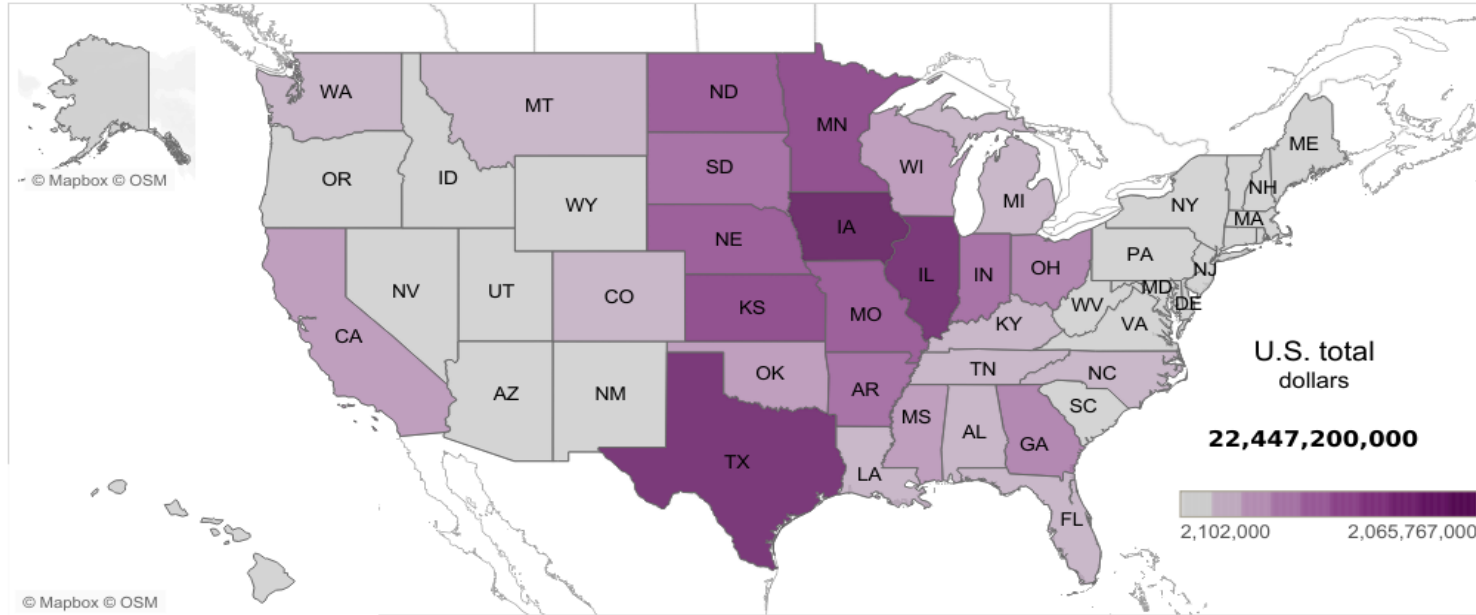 WA
MT
ND
MN
ME
OR
ID
SD
WI
© Mapbox © OSM
WY
MI
NY
NH
MA
NE
IA
PA
NV
UT
CO
IL
IN
OH
NJ
MD
DE
WV
VA
CA
KS
MO
KY
U.S. total
dollars
OK
TN
NC
AZ
NM
AR
SC
MS
AL
GA
22,447,200,000
TX
LA
FL
2,102,000
2,065,767,000
© Mapbox © OSM